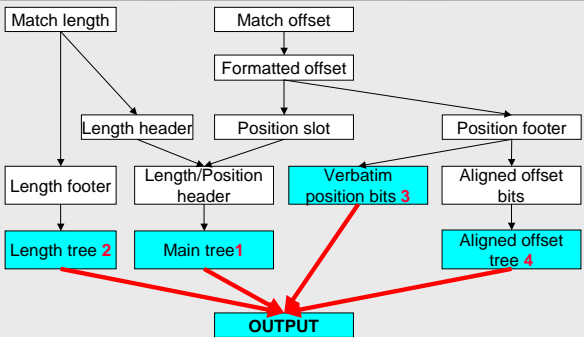 Match length
Match offset
Formatted offset
Length header
Position slot
Position footer
Length footer
Length/Position
header
Verbatim
position bits 3
Aligned offset
bits
Length tree 2
Main tree1
Aligned offset
tree 4
OUTPUT